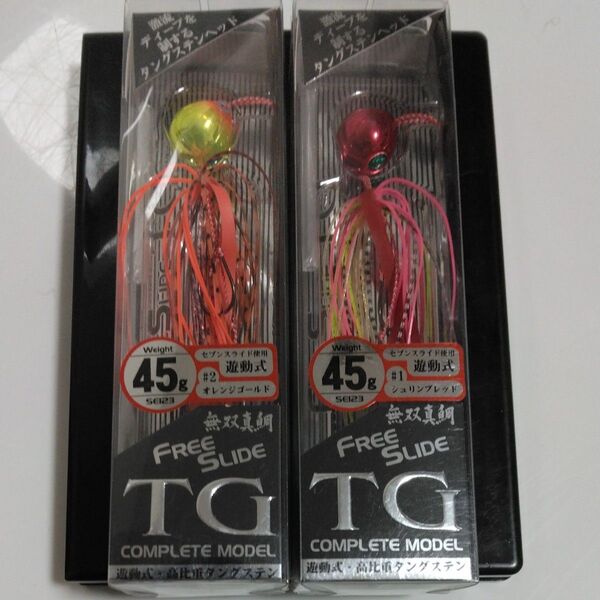 激流
ディープを
制する
タングステンヘッド
Weight
45g
SE123
セブンスライド使用
遊動式
#2
オレンジゴールド
無双真鯛
FREE
SLIDE
TG
COMPLETE MODEL
遊動式・高比重タングステン
激流
ディープを
制する
タングステンヘッド
Weight
45g
SE123
セブンスライド使用
遊動式
#1
シュリンプレッド
無双真鯛
FREE
SLIDE
TG
COMPLETE MODEL
遊動式・高比重タングステン